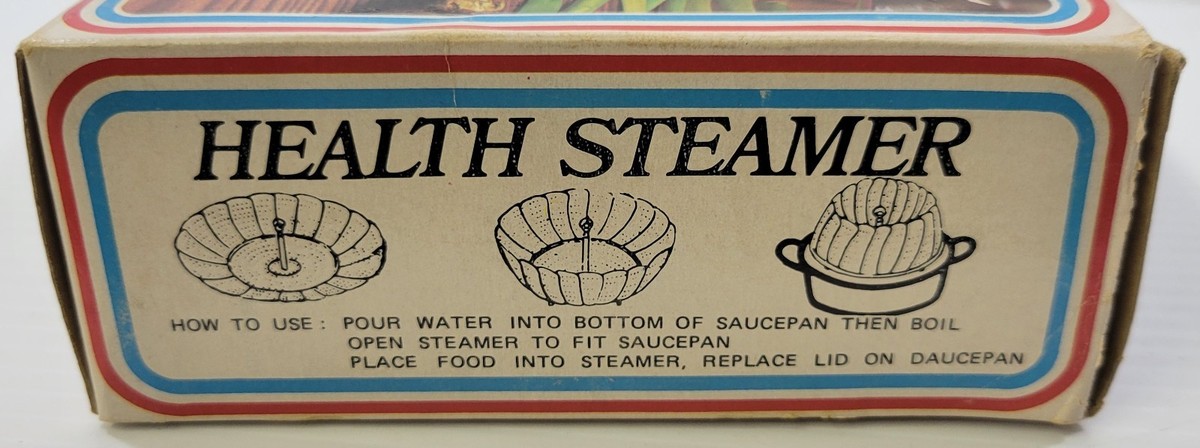 HEALTH STEAMER
HOW TO USE : POUR WATER INTO BOTTOM OF SAUCEPAN THEN BOIL
OPEN STEAMER TO FIT SAUCEPAN
PLACE FOOD INTO STEAMER, REPLACE LID ON DAUCEPAN